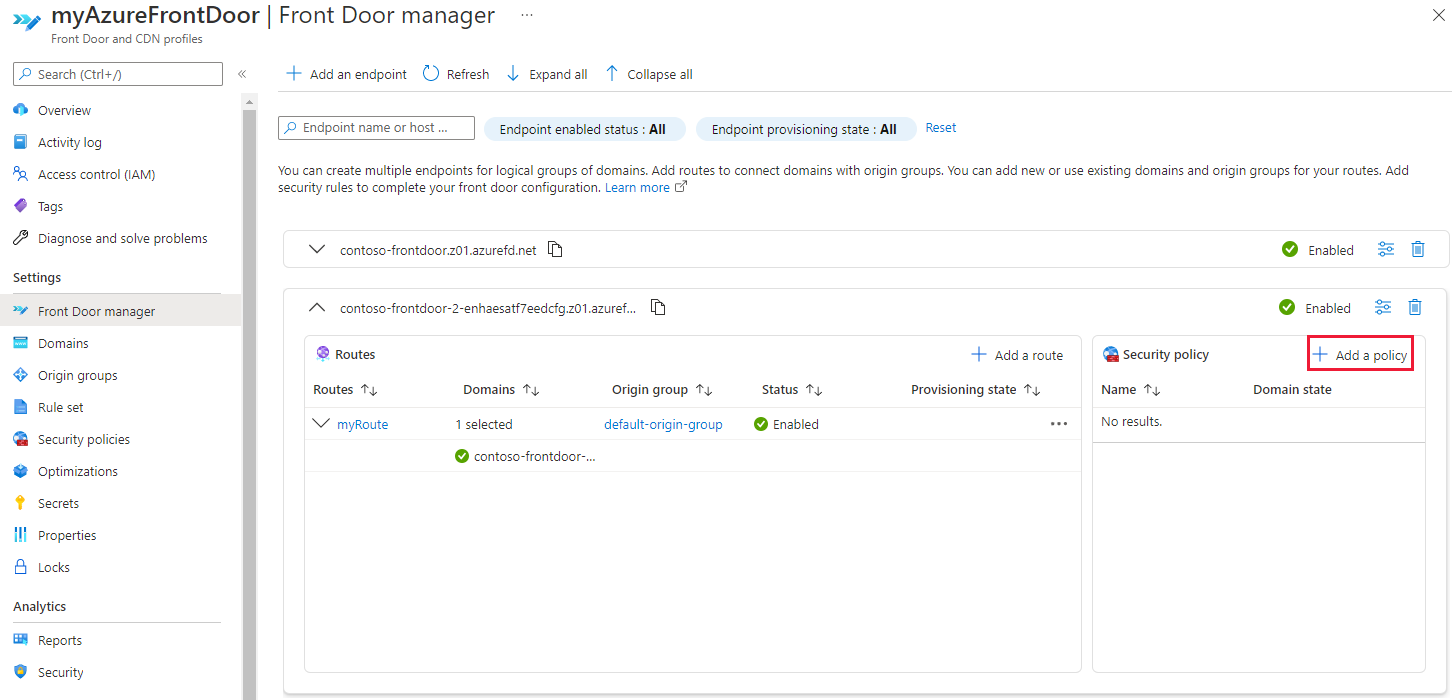 myAzureFrontDoor | Front Door manager ...
Front Door and CDN profiles
Search (Ctrl+/)
«
Overview
Activity log
Access control (IAM)
Tags
Diagnose and solve problems
Settings
Front Door manager
Domains
Origin groups
Rule set
Security policies
Optimizations
Secrets
Properties
Locks
Analytics
Reports
Security
Add an endpoint Refresh Expand all Collapse all
Endpoint name or host ... Endpoint enabled status : All Endpoint provisioning state : All Reset
You can create multiple endpoints for logical groups of domains. Add routes to connect domains with origin groups. You can add new or use existing domains and origin groups for your routes. Add
security rules to complete your front door configuration. Learn more
contoso-frontdoor.z01.azurefd.net Enabled
contoso-frontdoor-2-enhaesatf7eedcfg.z01.azuref... Enabled
Routes + Add a route
Routes ↑↓ Domains ↑↓ Origin group ↑↓ Status ↑↓ Provisioning state ↑↓
myRoute 1 selected default-origin-group Enabled ...
contoso-frontdoor-...
Security policy + Add a policy
Name ↑↓ Domain state
No results.